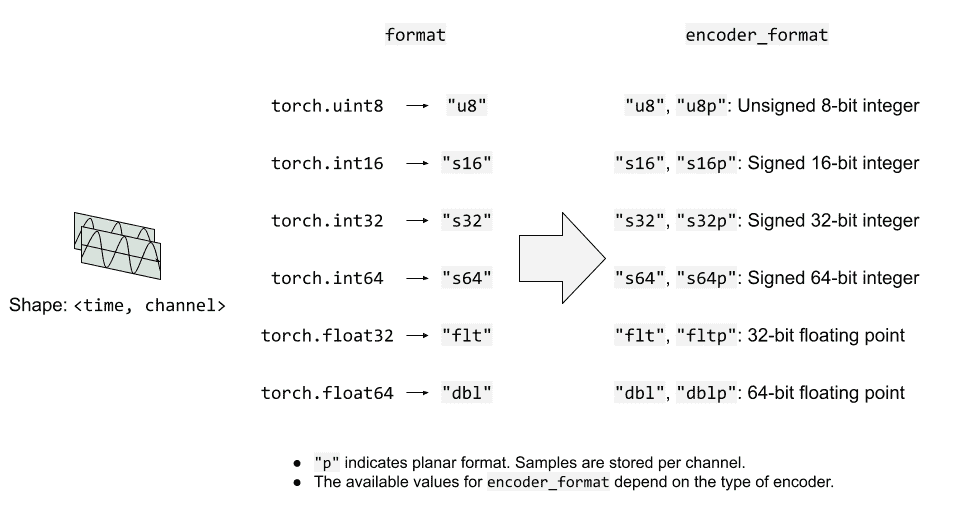 format encoder_format
torch.uint8 "u8" "u8", "u8p": Unsigned 8-bit integer
torch.int16 "s16" "s16", "s16p": Signed 16-bit integer
torch.int32 "s32" "s32", "s32p": Signed 32-bit integer
torch.int64 "s64" "s64", "s64p": Signed 64-bit integer
Shape: <time, channel>
torch.float32 "flt" "flt", "fltp": 32-bit floating point
torch.float64 "dbl" "dbl", "dblp": 64-bit floating point
● "p" indicates planar format. Samples are stored per channel.
● The available values for encoder_format depend on the type of encoder.